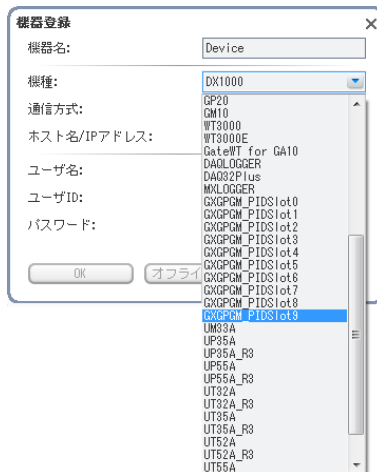 機器登録
機器名: Device
機種: DX1000
通信方式:
ホスト名/IPアドレス:
ユーザ名:
ユーザID:
パスワード:
OK オフライ
GP20
GM10
WT3000
WT3000E
GateWT for GA10
DAQLOGGER
DAQ32Plus
MXLOGGER
GXGPGM_PIDSlot0
GXGPGM_PIDSlot1
GXGPGM_PIDSlot2
GXGPGM_PIDSlot3
GXGPGM_PIDSlot4
GXGPGM_PIDSlot5
GXGPGM_PIDSlot6
GXGPGM_PIDSlot7
GXGPGM_PIDSlot8
GXGPGM_PIDSlot9
UM33A
UP35A
UP35A_R3
UP55A
UP55A_R3
UT32A
UT32A_R3
UT35A
UT35A_R3
UT52A
UT52A_R3
UT55A